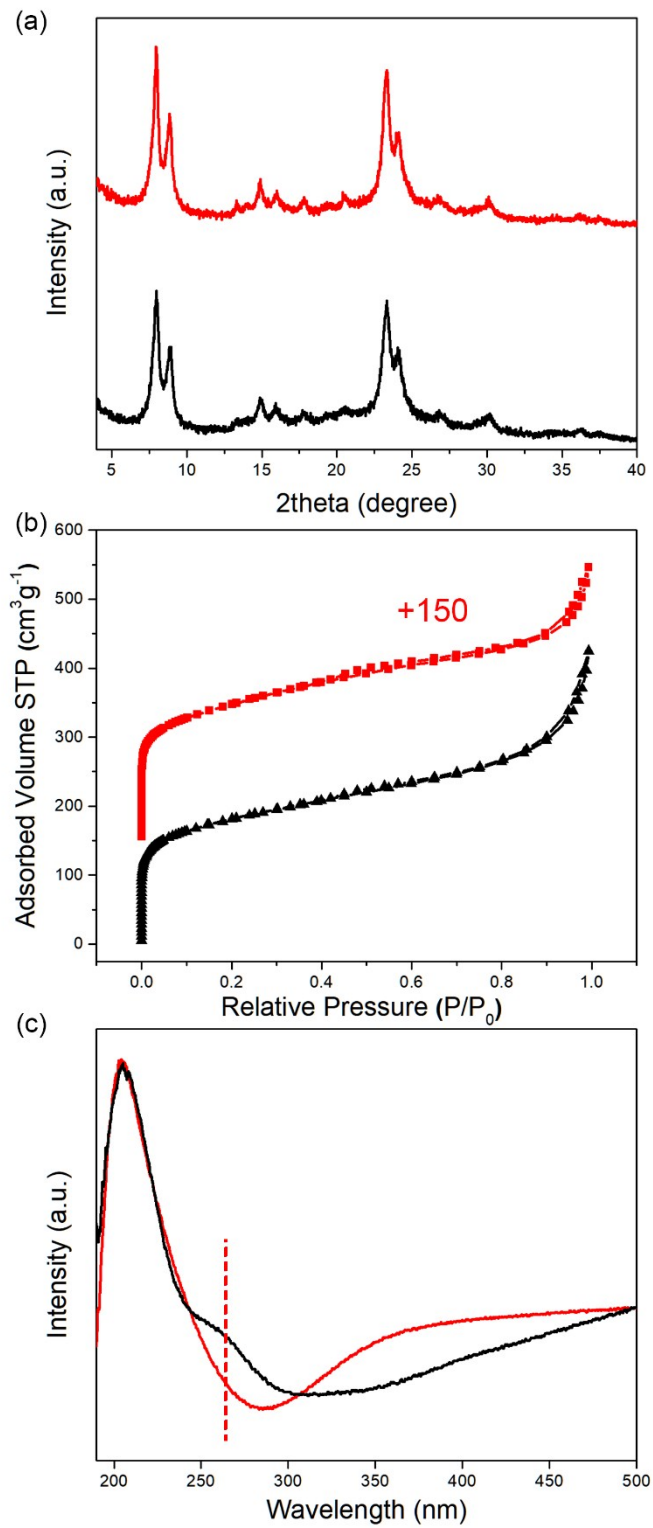 (a)
Intensity (a.u.)
5 10 15 20 25 30 35 40
2theta (degree)
(b)
600
500
400
300
200
100
0
Adsorbed Volume STP (cm³g⁻¹)
+150
0.0 0.2 0.4 0.6 0.8 1.0
Relative Pressure (P/P₀)
(c)
Intensity (a.u.)
200 250 300 350 400 450 500
Wavelength (nm)